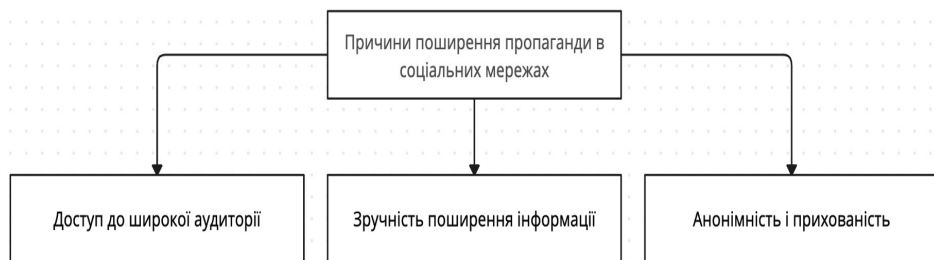 Причини поширення пропаганди в
соціальних мережах
Доступ до широкої аудиторії
Зручність поширення інформації
Анонімність і прихованість